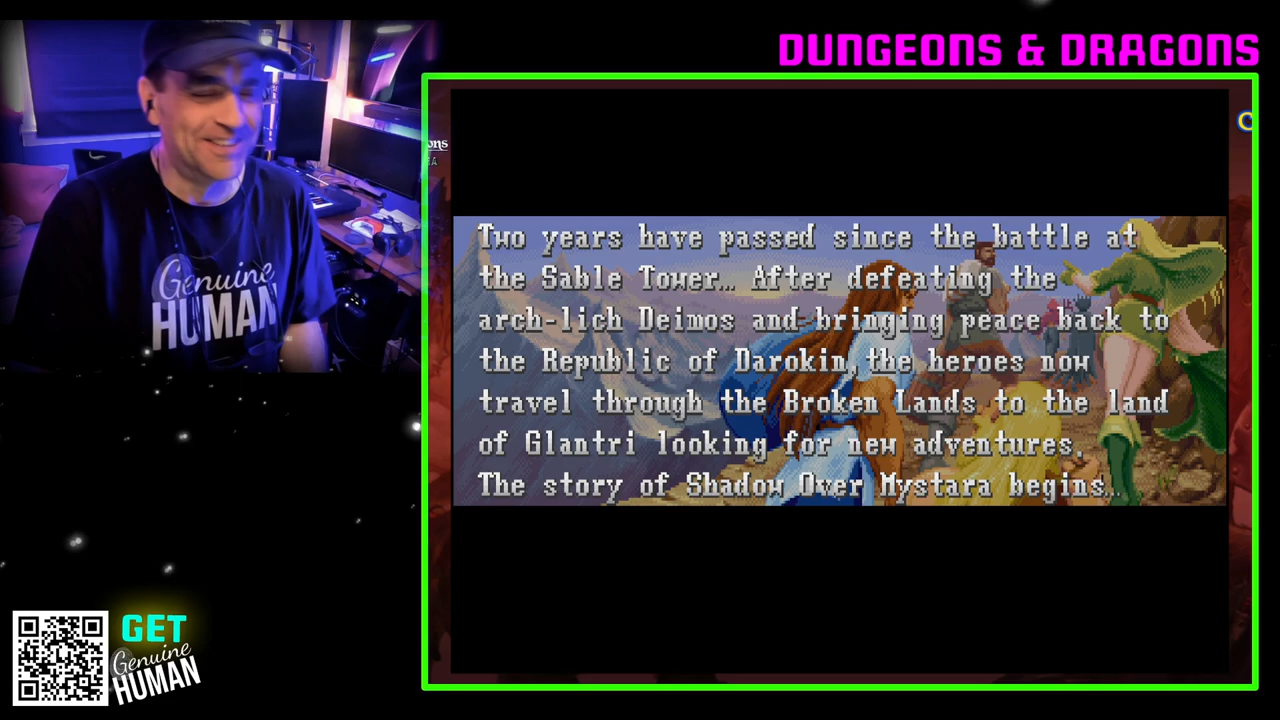 DUNGEONS & DRAGONS
Genuine
HUMAN
ons
Two years have passed since the battle at
the Sable Tower… After defeating the
arch-lich Deimos and bringing peace back to
the Republic of Darokin, the heroes now
travel through the Broken Lands to the land
of Glantri looking for new adventures.
The story of Shadow Over Mystara begins…
GET
Genuine
HUMAN